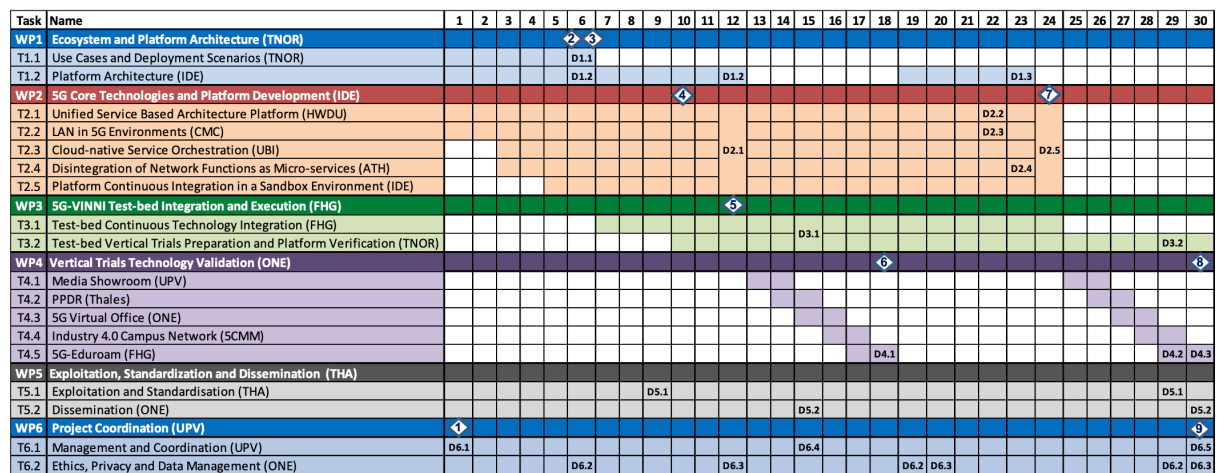 Task Name 1 2 3 4 5 6 7 8 9 10 11 12 13 14 15 16 17 18 19 20 21 22 23 24 25 26 27 28 29 30
WP1 Ecosystem and Platform Architecture (TNOR) 2 3
T1.1 Use Cases and Deployment Scenarios (TNOR) D1.1
T1.2 Platform Architecture (IDE) D1.2 D1.2 D1.3
WP2 5G Core Technologies and Platform Development (IDE) 4 7
T2.1 Unified Service Based Architecture Platform (HWDU) D2.2
T2.2 LAN in 5G Environments (CMC) D2.3
T2.3 Cloud-native Service Orchestration (UBI) D2.1 D2.5
T2.4 Disintegration of Network Functions as Micro-services (ATH) D2.4
T2.5 Platform Continuous Integration in a Sandbox Environment (IDE)
WP3 5G-VINNI Test-bed Integration and Execution (FHG) 5
T3.1 Test-bed Continuous Technology Integration (FHG) D3.1
T3.2 Test-bed Vertical Trials Preparation and Platform Verification (TNOR) D3.2
WP4 Vertical Trials Technology Validation (ONE) 6 8
T4.1 Media Showroom (UPV)
T4.2 PPDR (Thales)
T4.3 5G Virtual Office (ONE)
T4.4 Industry 4.0 Campus Network (5CMM)
T4.5 5G-Eduroam (FHG) D4.1 D4.2 D4.3
WP5 Exploitation, Standardization and Dissemination (THA)
T5.1 Exploitation and Standardisation (THA) D5.1 D5.1
T5.2 Dissemination (ONE) D5.2 D5.2
WP6 Project Coordination (UPV) 1 9
T6.1 Management and Coordination (UPV) D6.1 D6.4 D6.5
T6.2 Ethics, Privacy and Data Management (ONE) D6.2 D6.3 D6.2 D6.3 D6.2 D6.3